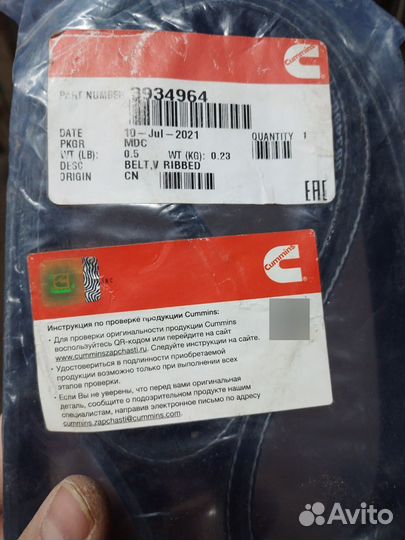 Cummins
PART NUMBER 3934964
DATE 10-Jul-2021 QUANTITY 1
PKGR MDC
WT (LB): 0.5 WT (KG): 0.23
DESC BELT,V RIBBED
ORIGIN CN
EAC
Cummins
Инструкция по проверке продукции Cummins:
• Для проверки оригинальности продукции Cummins
воспользуйтесь QR-кодом или перейдите на сайт
www.cumminszapchasti.ru. Следуйте инструкции на сайте.
• Удостовериться в подлинности приобретаемой
продукции возможно только при выполнении всех
этапов проверки.
• Если Вы не уверены, что перед вами оригинальная
деталь, сообщите о подозрительном продукте нашим
специалистам, направив электронное письмо по адресу
cummins.zapchasti@cummins.com.
Avito